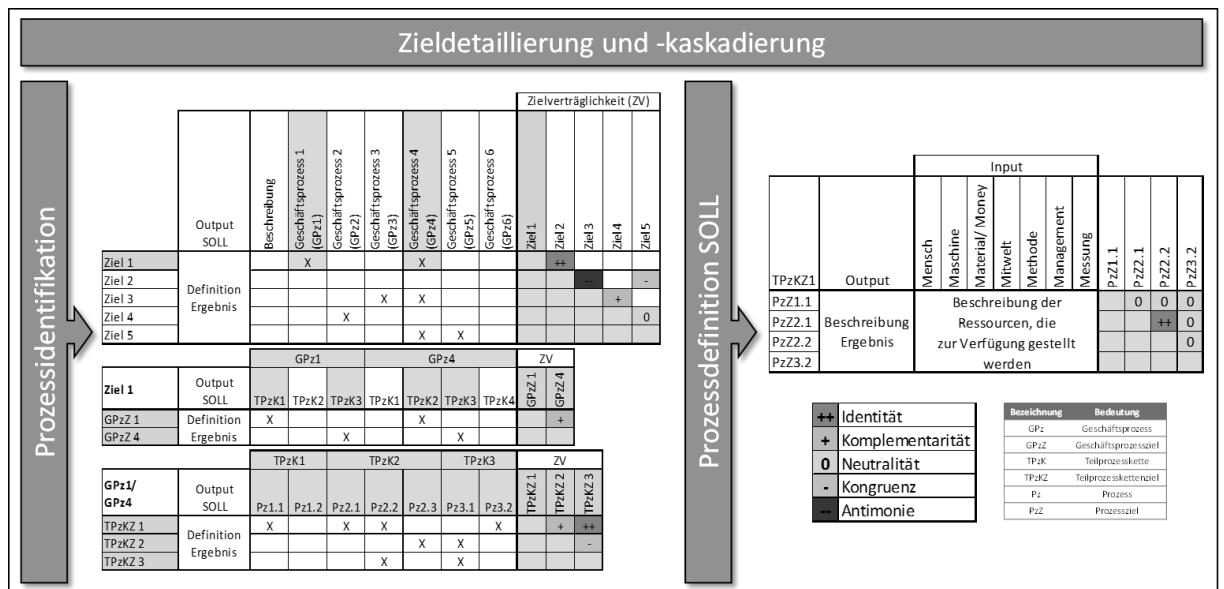 Zieldetaillierung und -kaskadierung
Prozessidentifikation
Zielverträglichkeit (ZV)
Output
SOLL
Beschreibung
Geschäftsprozess 1
(GPz1)
Geschäftsprozess 2
(GPz2)
Geschäftsprozess 3
(GPz3)
Geschäftsprozess 4
(GPz4)
Geschäftsprozess 5
(GPz5)
Geschäftsprozess 6
(GPz6)
Ziel 1
Ziel 2
Ziel 3
Ziel 4
Ziel 5
Ziel 1 X X ++
Ziel 2 -- -
Ziel 3 X X +
Ziel 4 X 0
Ziel 5 X X
Definition
Ergebnis
GPz1 GPz4 ZV
Ziel 1
Output
SOLL
TPzK1 TPzK2 TPzK3 TPzK1 TPzK2 TPzK3 TPzK4 GPzZ 1 GPzZ 4
GPzZ 1 Definition X X +
GPzZ 4 Ergebnis X X
TPzK1 TPzK2 TPzK3 ZV
GPz1/
GPz4
Output
SOLL
Pz1.1 Pz1.2 Pz2.1 Pz2.2 Pz2.3 Pz3.1 Pz3.2 TPzKZ 1 TPzKZ 2 TPzKZ 3
TPzKZ 1 X X X X + ++
TPzKZ 2 X X -
TPzKZ 3 X X
Definition
Ergebnis
Prozessdefinition SOLL
Input
TPzKZ1 Output
Mensch
Maschine
Material/ Money
Mitwelt
Methode
Management
Messung
PzZ1.1
PzZ2.1
PzZ2.2
PzZ3.2
PzZ1.1 0 0 0
PzZ2.1 ++ 0
PzZ2.2 0
PzZ3.2
Beschreibung
Ergebnis
Beschreibung der
Ressourcen, die
zur Verfügung gestellt
werden
++ Identität
+ Komplementarität
0 Neutralität
- Kongruenz
-- Antimonie
Bezeichnung Bedeutung
GPz Geschäftsprozess
GPzZ Geschäftsprozessziel
TPzK Teilprozesskette
TPzKZ Teilprozesskettenziel
Pz Prozess
PzZ Prozessziel